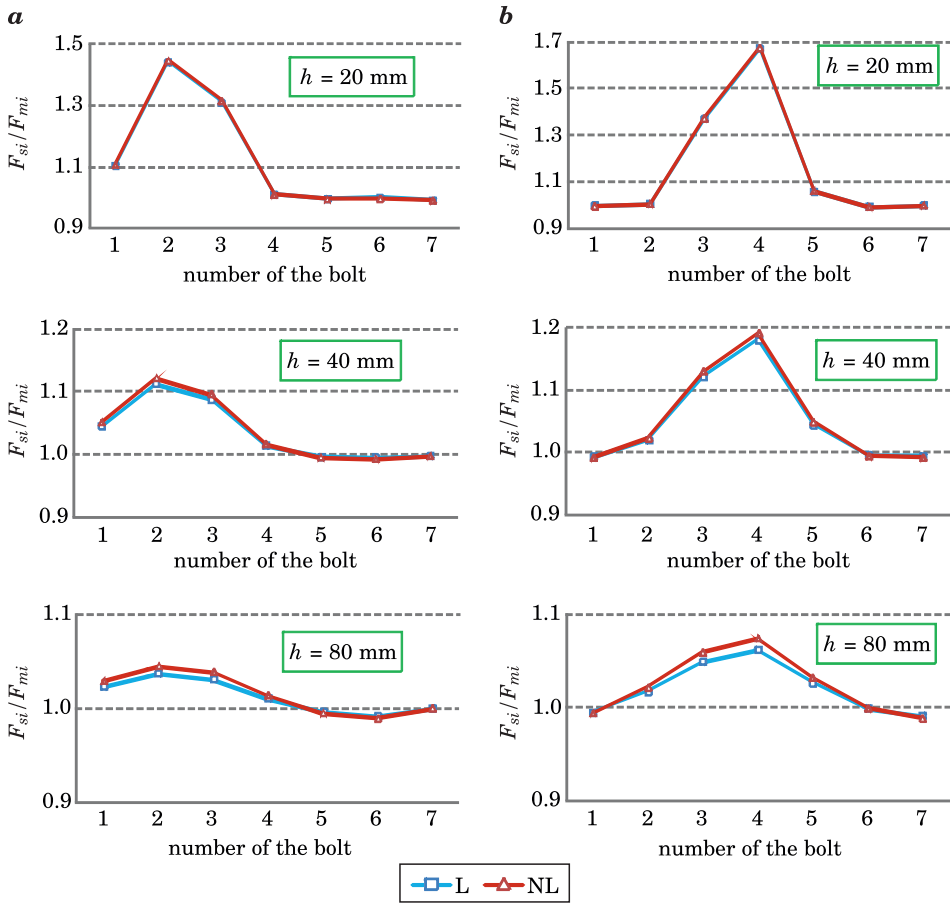 a
1.5
1.3
1.1
0.9
F_si/F_mi
h = 20 mm
1 2 3 4 5 6 7
number of the bolt
b
1.7
1.5
1.3
1.1
0.9
F_si/F_mi
h = 20 mm
1 2 3 4 5 6 7
number of the bolt
1.2
1.1
1.0
0.9
F_si/F_mi
h = 40 mm
1 2 3 4 5 6 7
number of the bolt
1.2
1.1
1.0
0.9
F_si/F_mi
h = 40 mm
1 2 3 4 5 6 7
number of the bolt
1.1
1.0
0.9
F_si/F_mi
h = 80 mm
1 2 3 4 5 6 7
number of the bolt
1.1
1.0
0.9
F_si/F_mi
h = 80 mm
1 2 3 4 5 6 7
number of the bolt
L NL